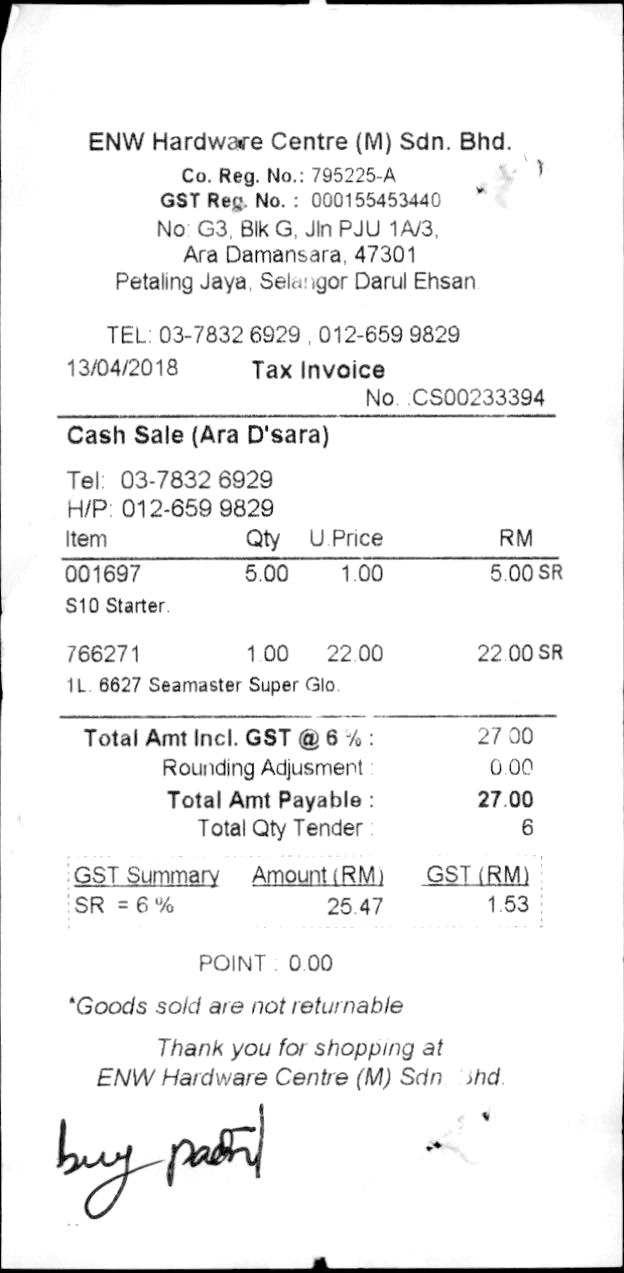 ENW Hardware Centre (M) Sdn. Bhd.
Co. Reg. No.: 795225-A
GST Reg. No. : 000155453440
No: G3, Blk G, Jln PJU 1A/3,
Ara Damansara, 47301
Petaling Jaya, Selangor Darul Ehsan.
TEL: 03-7832 6929 , 012-659 9829
13/04/2018 Tax Invoice
No. :CS00233394
Cash Sale (Ara D'sara)
Tel: 03-7832 6929
H/P: 012-659 9829
Item Qty U.Price RM
001697 5.00 1.00 5.00 SR
S10 Starter.
766271 1.00 22.00 22.00 SR
1L. 6627 Seamaster Super Glo.
Total Amt Incl. GST @ 6 % : 27.00
Rounding Adjusment : 0.00
Total Amt Payable : 27.00
Total Qty Tender : 6
GST Summary Amount (RM) GST (RM)
SR = 6 % 25.47 1.53
POINT : 0.00
*Goods sold are not returnable
Thank you for shopping at
ENW Hardware Centre (M) Sdn. Bhd.
buy